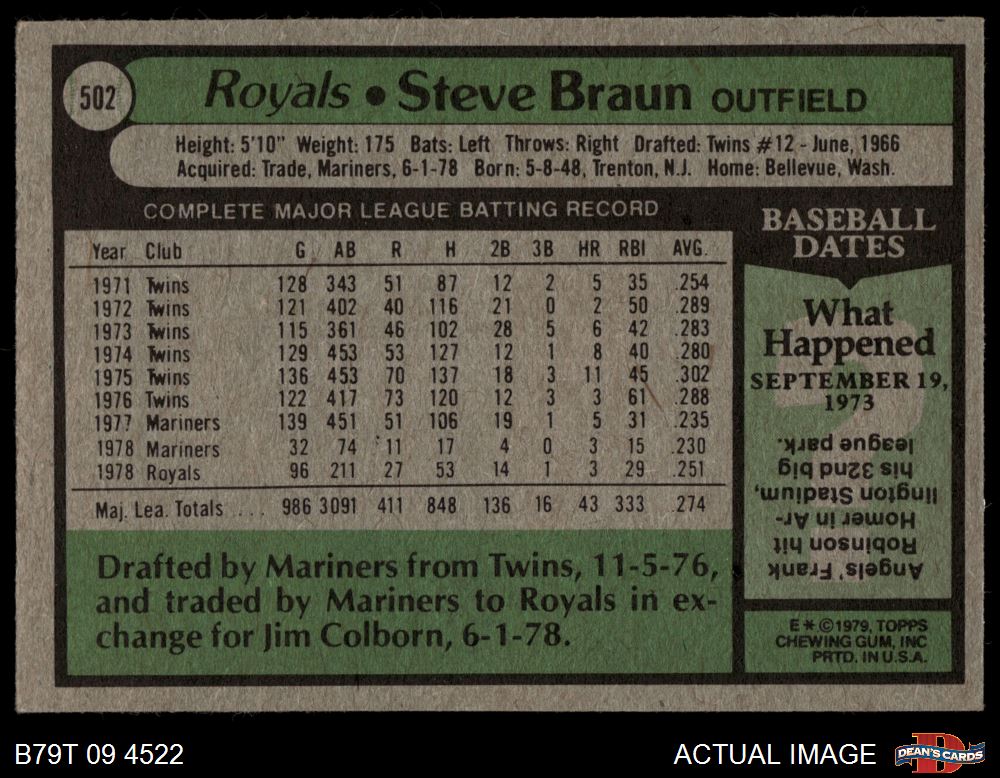 502
Royals • Steve Braun OUTFIELD
Height: 5'10" Weight: 175 Bats: Left Throws: Right Drafted: Twins #12 - June, 1966
Acquired: Trade, Mariners, 6-1-78 Born: 5-8-48, Trenton, N.J. Home: Bellevue, Wash.
COMPLETE MAJOR LEAGUE BATTING RECORD
Year Club G AB R H 2B 3B HR RBI AVG.
1971 Twins 128 343 51 87 12 2 5 35 .254
1972 Twins 121 402 40 116 21 0 2 50 .289
1973 Twins 115 361 46 102 28 5 6 42 .283
1974 Twins 129 453 53 127 12 1 8 40 .280
1975 Twins 136 453 70 137 18 3 11 45 .302
1976 Twins 122 417 73 120 12 3 3 61 .288
1977 Mariners 139 451 51 106 19 1 5 31 .235
1978 Mariners 32 74 11 17 4 0 3 15 .230
1978 Royals 96 211 27 53 14 1 3 29 .251
Maj. Lea. Totals .... 986 3091 411 848 136 16 43 333 .274
Drafted by Mariners from Twins, 11-5-76,
and traded by Mariners to Royals in ex-
change for Jim Colborn, 6-1-78.
BASEBALL
DATES
What
Happened
SEPTEMBER 19,
1973
Angels' Frank
Robinson hit
Homer in Ar-
lington Stadium,
his 32nd big
league park.
E*©1979, TOPPS
CHEWING GUM, INC
PRTD. IN U.S.A.
B79T 09 4522
ACTUAL IMAGE
DEAN'S CARDS